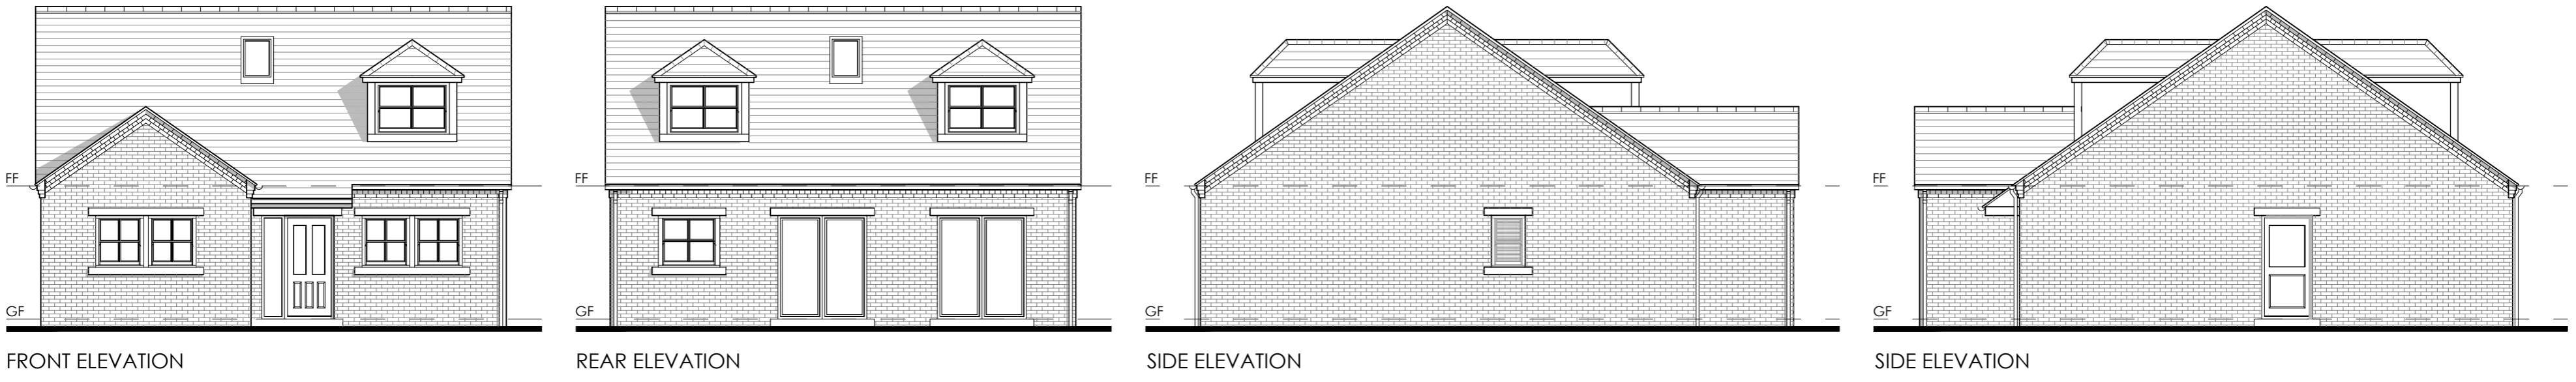 FF
GF
FRONT ELEVATION
FF
GF
REAR ELEVATION
FF
GF
SIDE ELEVATION
FF
GF
SIDE ELEVATION